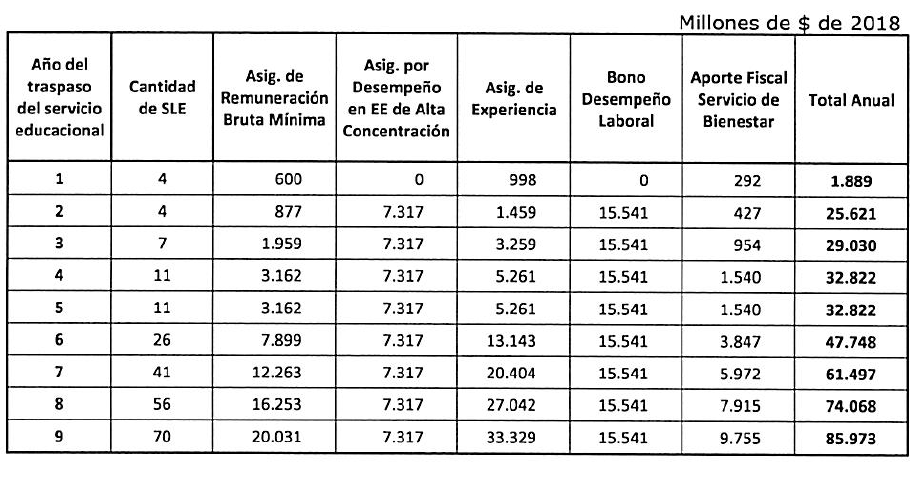 Millones de $ de 2018
Año del traspaso del servicio educacional | Cantidad de SLE | Asig. de Remuneración Bruta Mínima | Asig. por Desempeño en EE de Alta Concentración | Asig. de Experiencia | Bono Desempeño Laboral | Aporte Fiscal Servicio de Bienestar | Total Anual
1 | 4 | 600 | 0 | 998 | 0 | 292 | 1.889
2 | 4 | 877 | 7.317 | 1.459 | 15.541 | 427 | 25.621
3 | 7 | 1.959 | 7.317 | 3.259 | 15.541 | 954 | 29.030
4 | 11 | 3.162 | 7.317 | 5.261 | 15.541 | 1.540 | 32.822
5 | 11 | 3.162 | 7.317 | 5.261 | 15.541 | 1.540 | 32.822
6 | 26 | 7.899 | 7.317 | 13.143 | 15.541 | 3.847 | 47.748
7 | 41 | 12.263 | 7.317 | 20.404 | 15.541 | 5.972 | 61.497
8 | 56 | 16.253 | 7.317 | 27.042 | 15.541 | 7.915 | 74.068
9 | 70 | 20.031 | 7.317 | 33.329 | 15.541 | 9.755 | 85.973